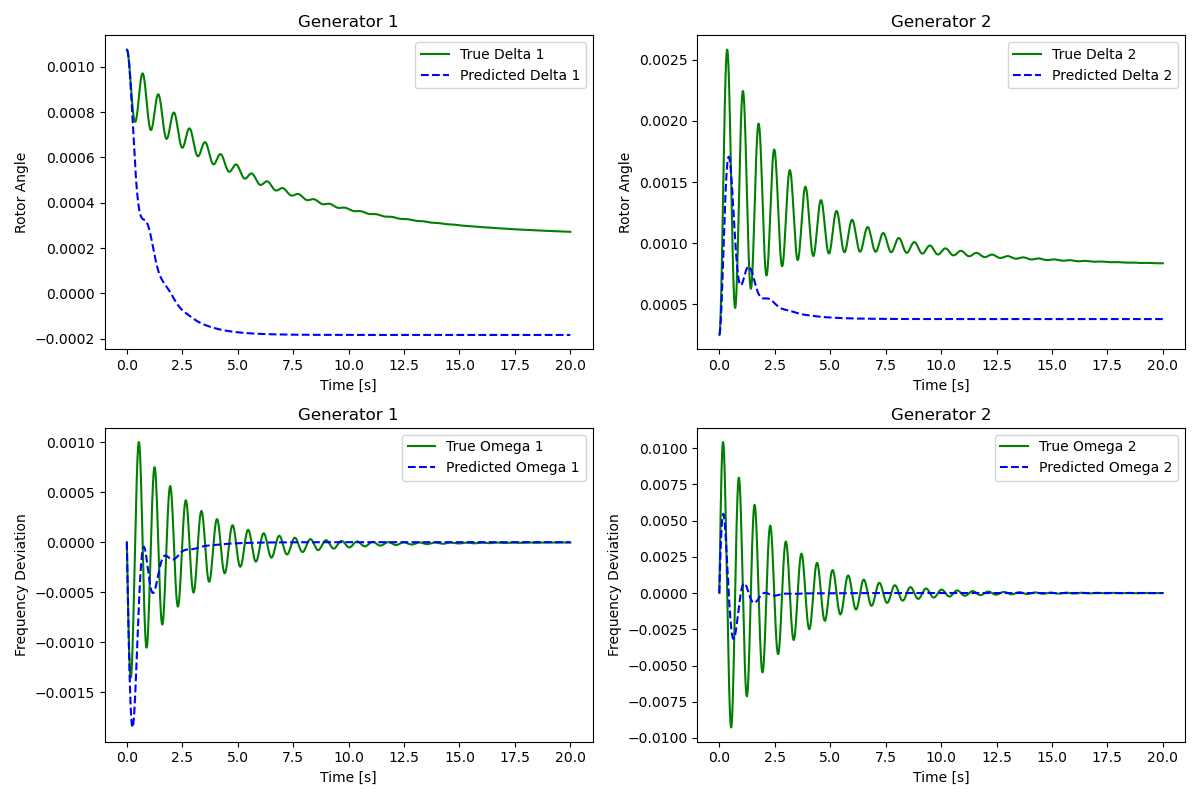 Generator 1
True Delta 1
Predicted Delta 1
0.0010
0.0008
0.0006
0.0004
0.0002
0.0000
−0.0002
Rotor Angle
0.0 2.5 5.0 7.5 10.0 12.5 15.0 17.5 20.0
Time [s]
Generator 2
True Delta 2
Predicted Delta 2
0.0025
0.0020
0.0015
0.0010
0.0005
Rotor Angle
0.0 2.5 5.0 7.5 10.0 12.5 15.0 17.5 20.0
Time [s]
Generator 1
True Omega 1
Predicted Omega 1
0.0010
0.0005
0.0000
−0.0005
−0.0010
−0.0015
Frequency Deviation
0.0 2.5 5.0 7.5 10.0 12.5 15.0 17.5 20.0
Time [s]
Generator 2
True Omega 2
Predicted Omega 2
0.0100
0.0075
0.0050
0.0025
0.0000
−0.0025
−0.0050
−0.0075
−0.0100
Frequency Deviation
0.0 2.5 5.0 7.5 10.0 12.5 15.0 17.5 20.0
Time [s]